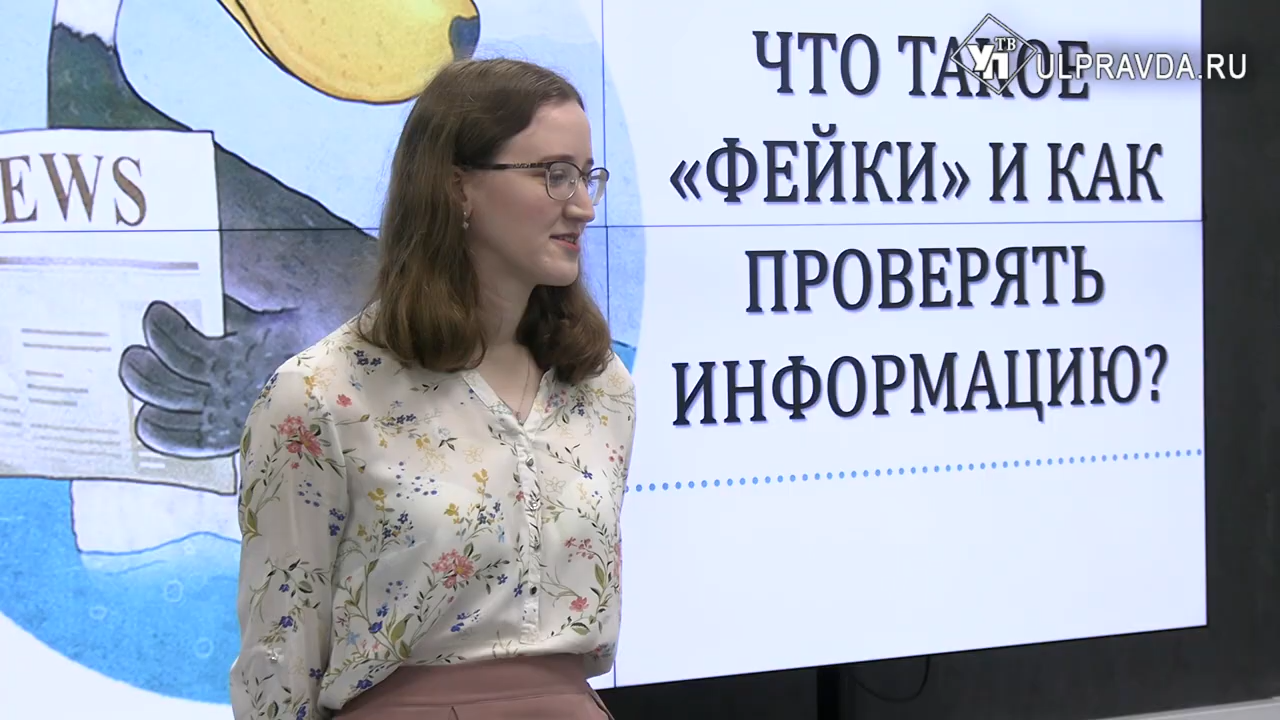 УП ТВ ULPRAVDA.RU
EWS
ЧТО ТАКОЕ
«ФЕЙКИ» И КАК
ПРОВЕРЯТЬ
ИНФОРМАЦИЮ?